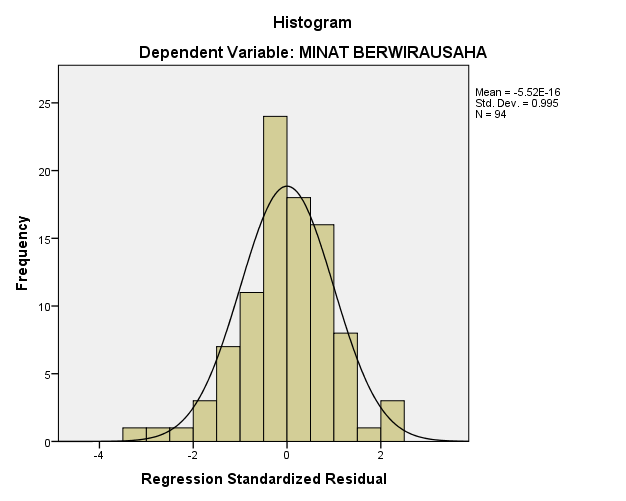 Histogram
Dependent Variable: MINAT BERWIRAUSAHA
Mean = -5.52E-16
Std. Dev. = 0.995
N = 94
Frequency
25
20
15
10
5
0
-4 -2 0 2
Regression Standardized Residual